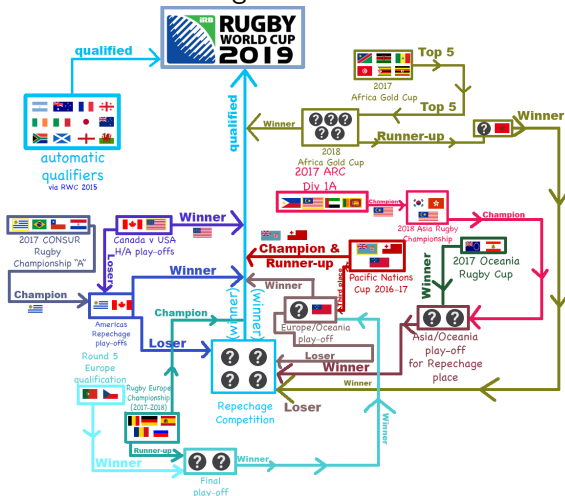 iRB
RUGBY
WORLD CUP
2019
qualified
Top 5
2017
Africa Gold Cup
automatic
qualifiers
via RWC 2015
qualified
Winner
Top 5
Runner-up
Winner
2018
Africa Gold Cup
2017 ARC
Div 1A
Champion
2018 Asia Rugby
Championship
Champion
2017 CONSUR
Rugby
Championship "A"
Canada v USA
H/A play-offs
Winner
Champion &
Runner-up
Pacific Nations
Cup 2016-17
2017 Oceania
Rugby Cup
Loser
Winner
Champion
Third place
Winner
Americas
Repechage
play-offs
Champion
(winner)
(winner)
Europe/Oceania
play-off
Asia/Oceania
play-off
for Repechage
place
Loser
Loser
Winner
Winner
Loser
Round 5
Europe
qualification
Rugby Europe
Championship
(2017-2018)
Repechage
Competition
Runner-up
Winner
Winner
Winner
Final
play-off